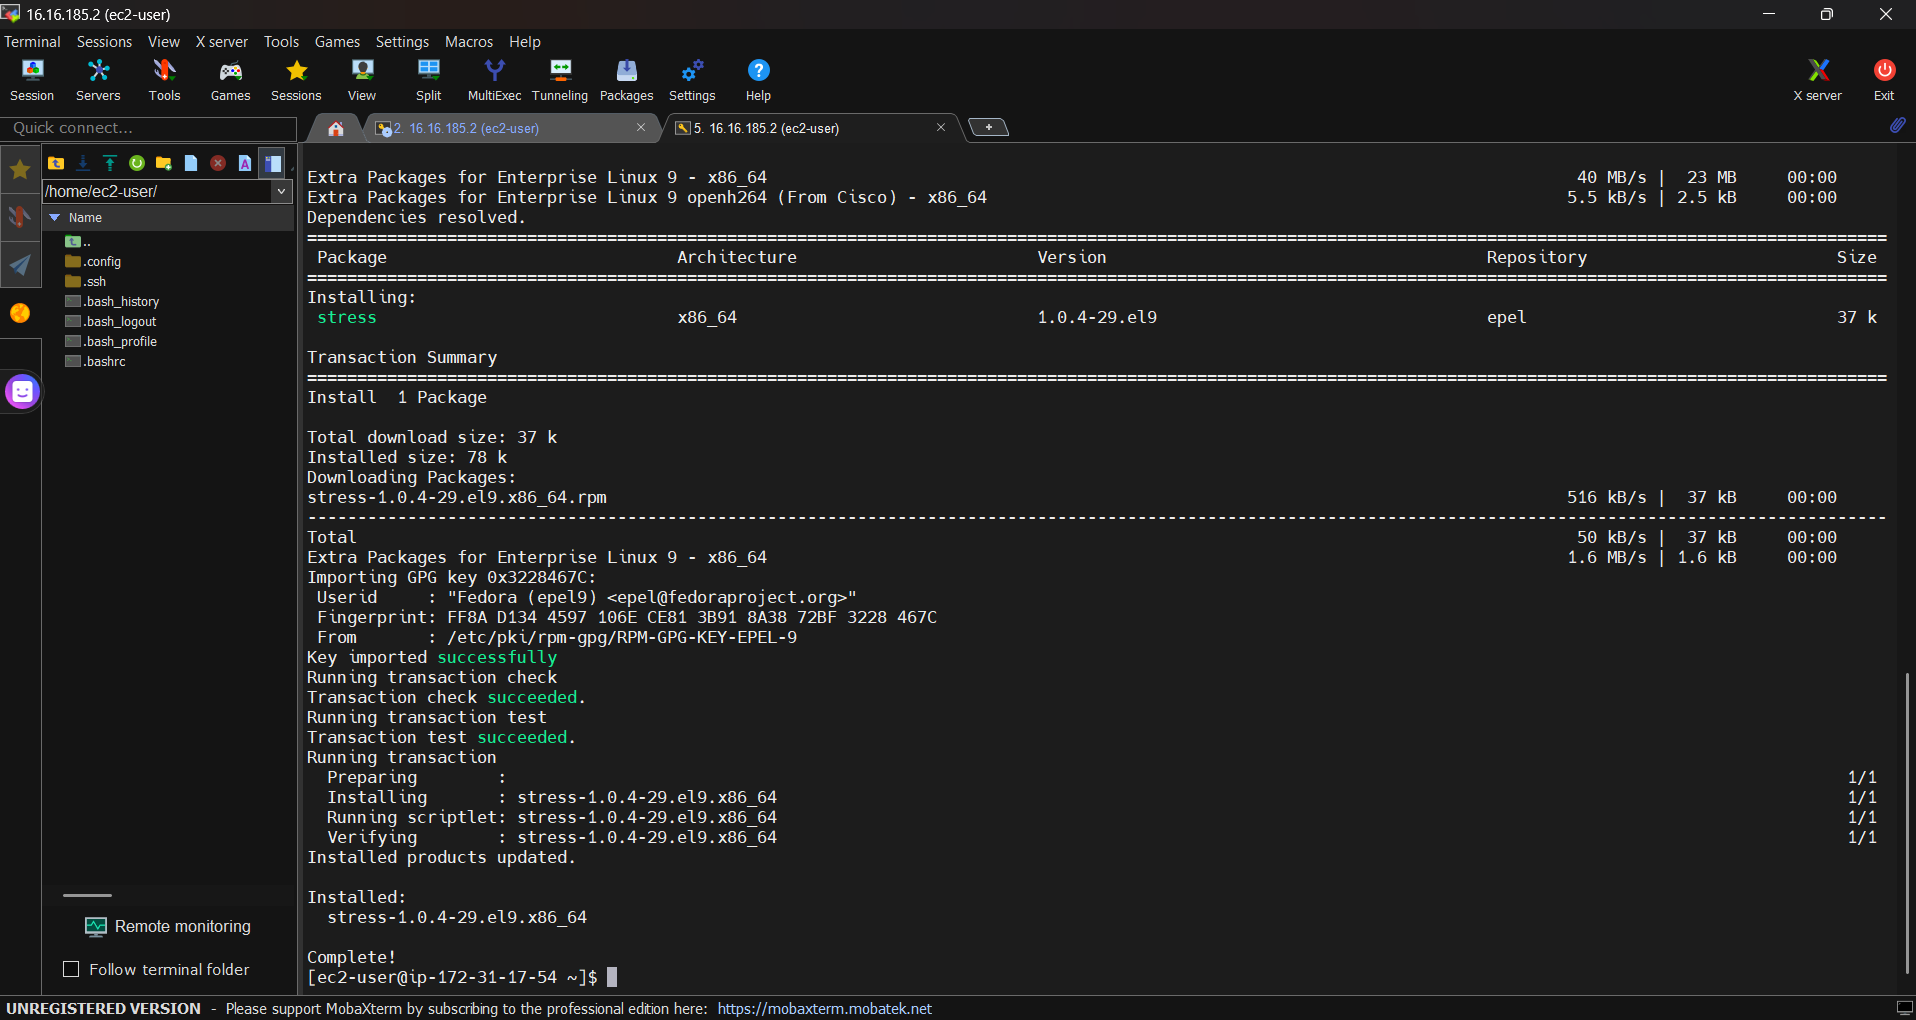 16.16.185.2 (ec2-user)
Terminal Sessions View X server Tools Games Settings Macros Help
Session Servers Tools Games Sessions View Split MultiExec Tunneling Packages Settings Help X server Exit
Quick connect...
2. 16.16.185.2 (ec2-user)
5. 16.16.185.2 (ec2-user)
/home/ec2-user/
Name
..
.config
.ssh
.bash_history
.bash_logout
.bash_profile
.bashrc
Remote monitoring
Follow terminal folder
Extra Packages for Enterprise Linux 9 - x86_64 40 MB/s | 23 MB 00:00
Extra Packages for Enterprise Linux 9 openh264 (From Cisco) - x86_64 5.5 kB/s | 2.5 kB 00:00
Dependencies resolved.
================================================================================
Package Architecture Version Repository Size
================================================================================
Installing:
stress x86_64 1.0.4-29.el9 epel 37 k
Transaction Summary
================================================================================
Install 1 Package
Total download size: 37 k
Installed size: 78 k
Downloading Packages:
stress-1.0.4-29.el9.x86_64.rpm 516 kB/s | 37 kB 00:00
--------------------------------------------------------------------------------
Total 50 kB/s | 37 kB 00:00
Extra Packages for Enterprise Linux 9 - x86_64 1.6 MB/s | 1.6 kB 00:00
Importing GPG key 0x3228467C:
Userid : "Fedora (epel9) <epel@fedoraproject.org>"
Fingerprint: FF8A D134 4597 106E CE81 3B91 8A38 72BF 3228 467C
From : /etc/pki/rpm-gpg/RPM-GPG-KEY-EPEL-9
Key imported successfully
Running transaction check
Transaction check succeeded.
Running transaction test
Transaction test succeeded.
Running transaction
Preparing : 1/1
Installing : stress-1.0.4-29.el9.x86_64 1/1
Running scriptlet: stress-1.0.4-29.el9.x86_64 1/1
Verifying : stress-1.0.4-29.el9.x86_64 1/1
Installed products updated.
Installed:
stress-1.0.4-29.el9.x86_64
Complete!
[ec2-user@ip-172-31-17-54 ~]$
UNREGISTERED VERSION - Please support MobaXterm by subscribing to the professional edition here: https://mobaxterm.mobatek.net